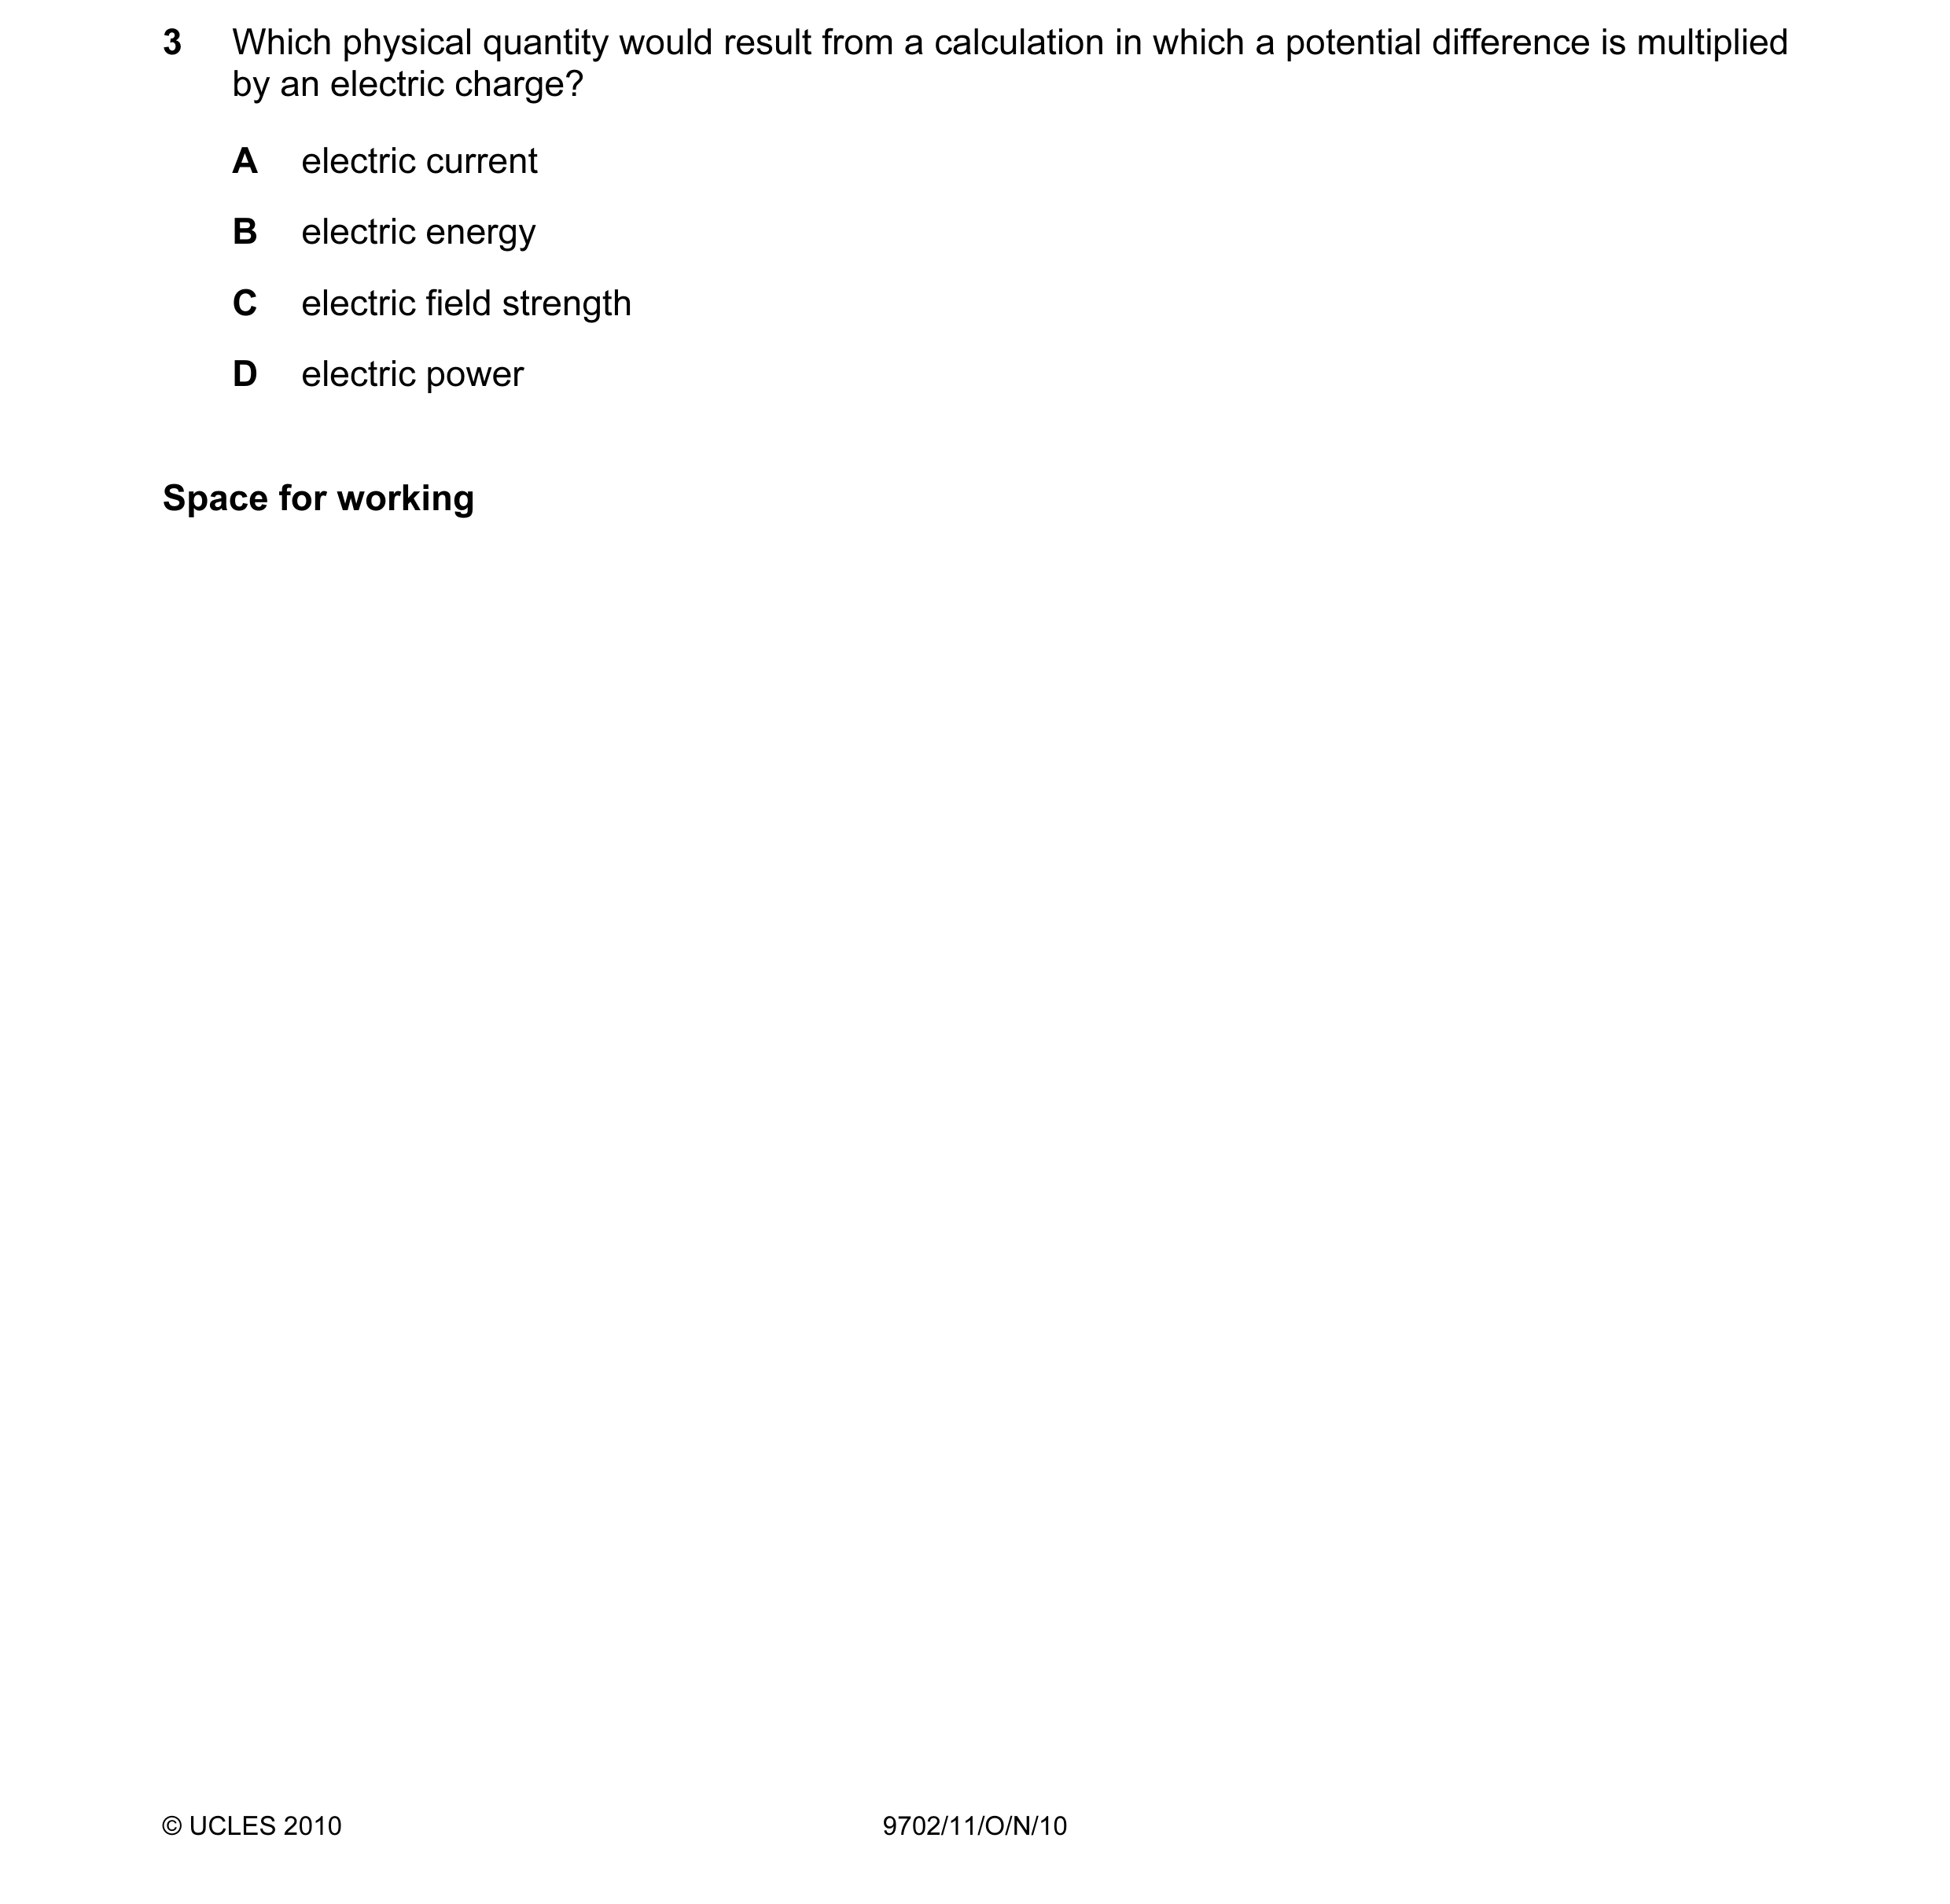 3 Which physical quantity would result from a calculation in which a potential difference is multiplied
by an electric charge?
A electric current
B electric energy
C electric field strength
D electric power
Space for working
© UCLES 2010 9702/11/O/N/10